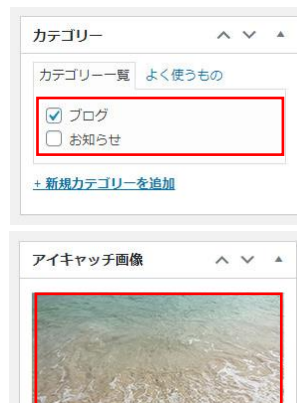 カテゴリー
カテゴリー一覧 よく使うもの
ブログ
お知らせ
+ 新規カテゴリーを追加
アイキャッチ画像